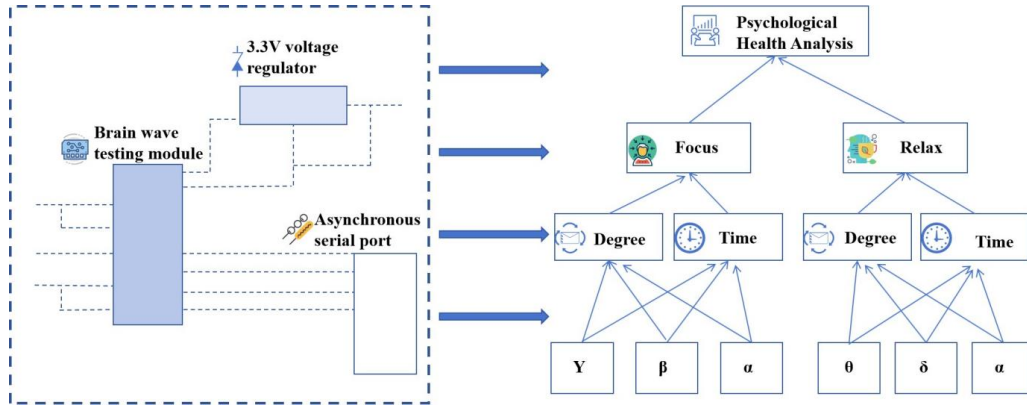 3.3V voltage
regulator
Brain wave
testing module
Asynchronous
serial port
Psychological
Health Analysis
Focus
Relax
Degree
Time
Degree
Time
Υ
β
α
θ
δ
α